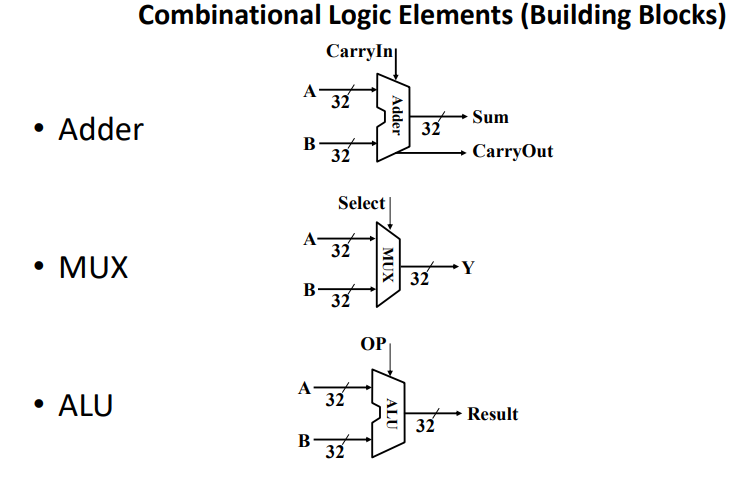 Combinational Logic Elements (Building Blocks)
• Adder
CarryIn
A
32
B
32
Adder
32
Sum
CarryOut
• MUX
Select
A
32
B
32
MUX
32
Y
• ALU
OP
A
32
B
32
ALU
32
Result